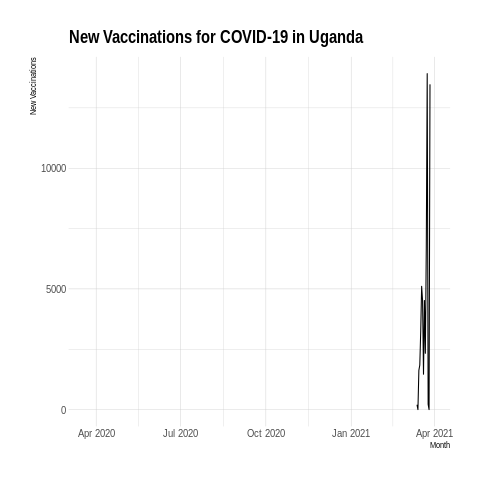 New Vaccinations for COVID-19 in Uganda
New Vaccinations
10000
5000
0
Apr 2020
Jul 2020
Oct 2020
Jan 2021
Apr 2021
Month